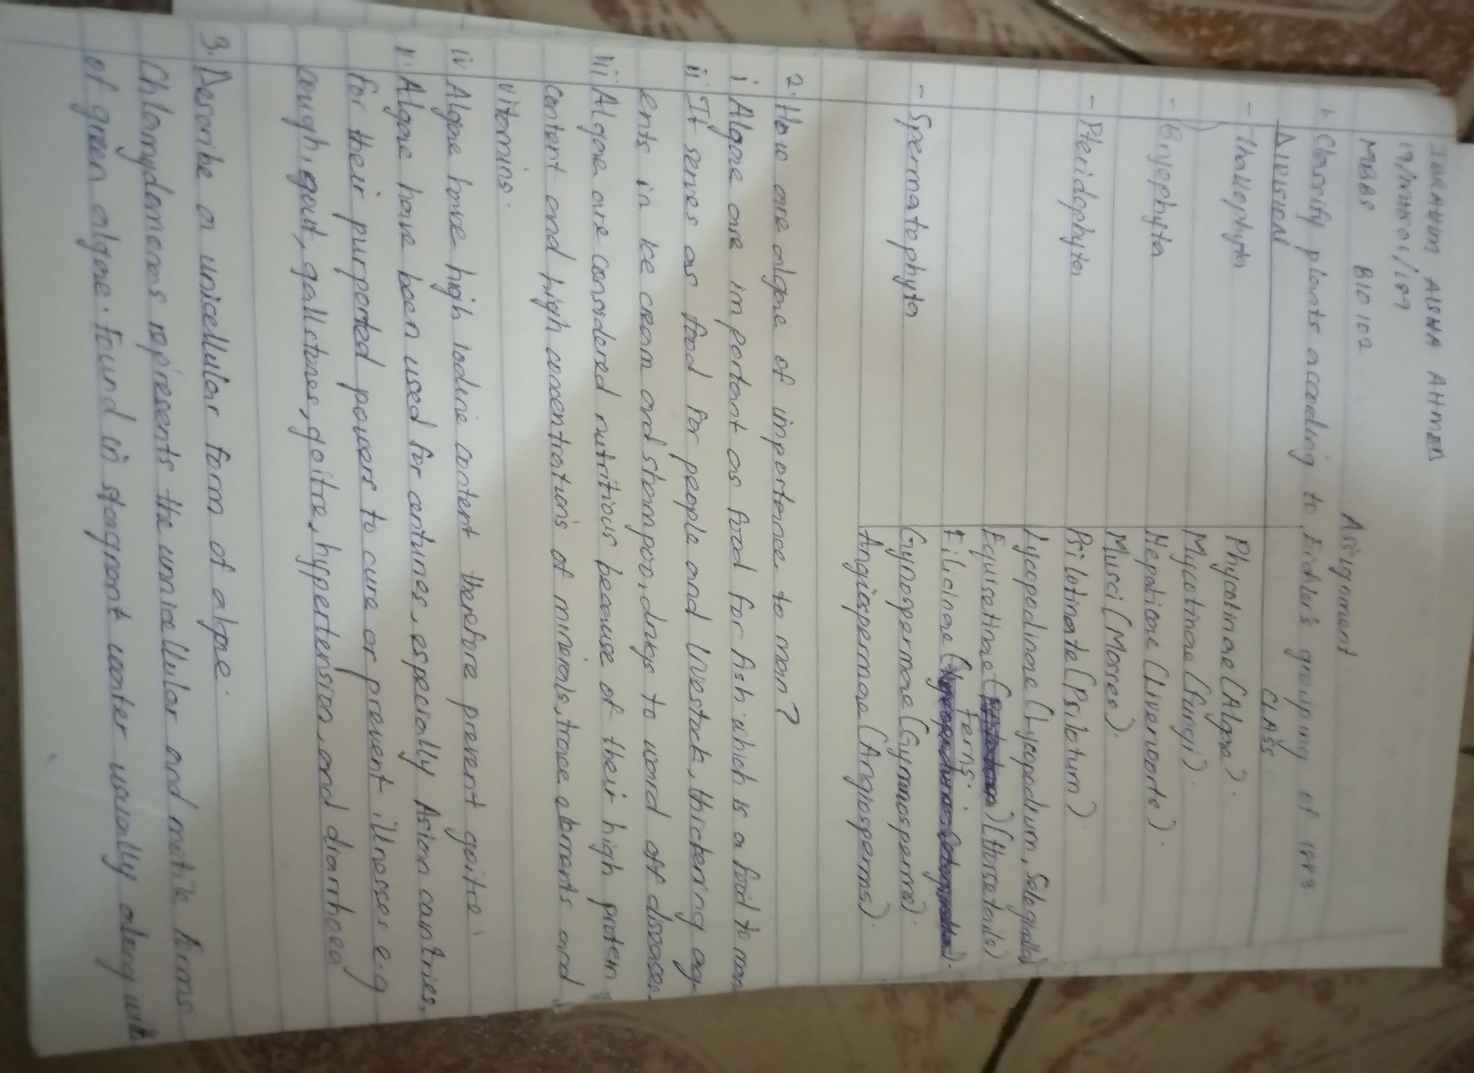 IBRAHIM AISHA AHMED
19/MHS01/189
MBBS BIO 102
Assignment
1. Classify plants according to Eichler's grouping of 1883
DIVISION CLASS
- Thallophyta Phycotinae (Algae).
Mycotinae (Fungi).
- Bryophyta Hepaticae (Liverworts)
Musci (Mosses).
- Pteridophyta Psilotinate (Psilotum)
Lycopodinae (Lycopodium, Selaginella)
Equisetinae (Horsetails)
Filicinae ( ferns ).
- Spermatophyta Gynospermae (Gymnosperms).
Angiospermae (Angiosperms).
2. How are algae of importance to man?
i Algae are important as food for fish which is a food to man
ii It serves as food for people and livestock, thickening ag-
ents in ice cream and shampoo, drugs to ward off diseases.
iii Algae are considered nutritious because of their high protein
content and high concentrations of minerals, trace elements and
vitamins.
iv Algae have high iodine content therefore prevent goitre.
v. Algae have been used for centuries, especially Asian countries,
for their purported powers to cure or prevent illnesses e.g
cough, gout, gallstones, goitre, hypertension, and diarrhoea
3. Describe a unicellular form of algae.
Chlamydomonas represents the unicellular and motile forms
of green algae. Found in stagnant water usually along with